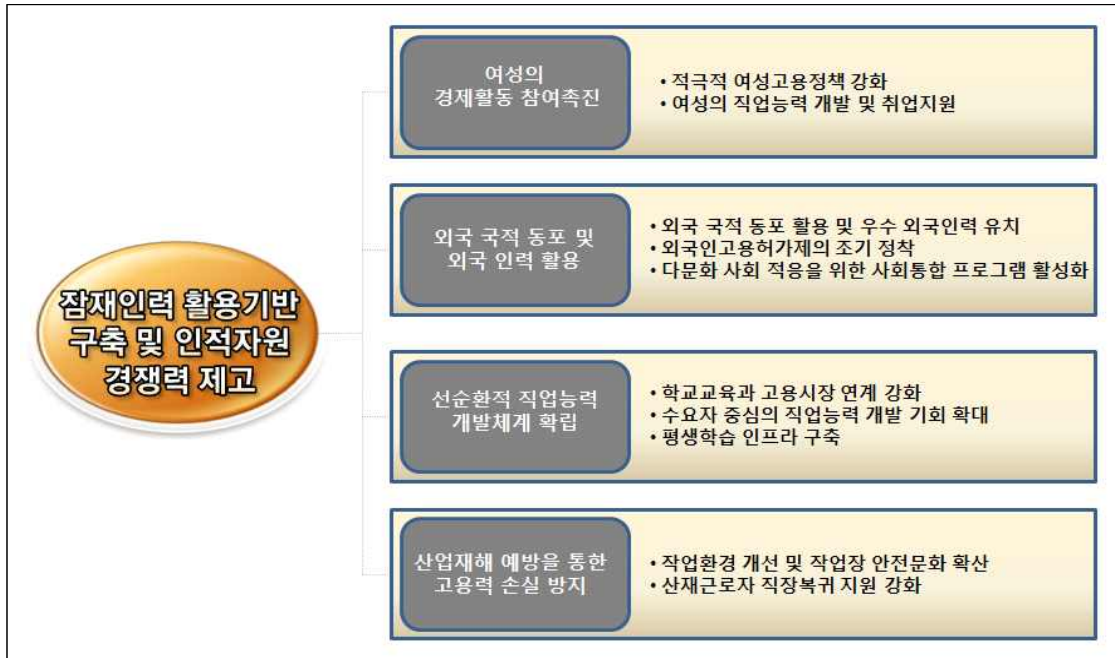 잠재인력 활용기반
구축 및 인적자원
경쟁력 제고
여성의
경제활동 참여촉진
• 적극적 여성고용정책 강화
• 여성의 직업능력 개발 및 취업지원
외국 국적 동포 및
외국 인력 활용
• 외국 국적 동포 활용 및 우수 외국인력 유치
• 외국인고용허가제의 조기 정착
• 다문화 사회 적응을 위한 사회통합 프로그램 활성화
선순환적 직업능력
개발체계 확립
• 학교교육과 고용시장 연계 강화
• 수요자 중심의 직업능력 개발 기회 확대
• 평생학습 인프라 구축
산업재해 예방을 통한
고용력 손실 방지
• 작업환경 개선 및 작업장 안전문화 확산
• 산재근로자 직장복귀 지원 강화